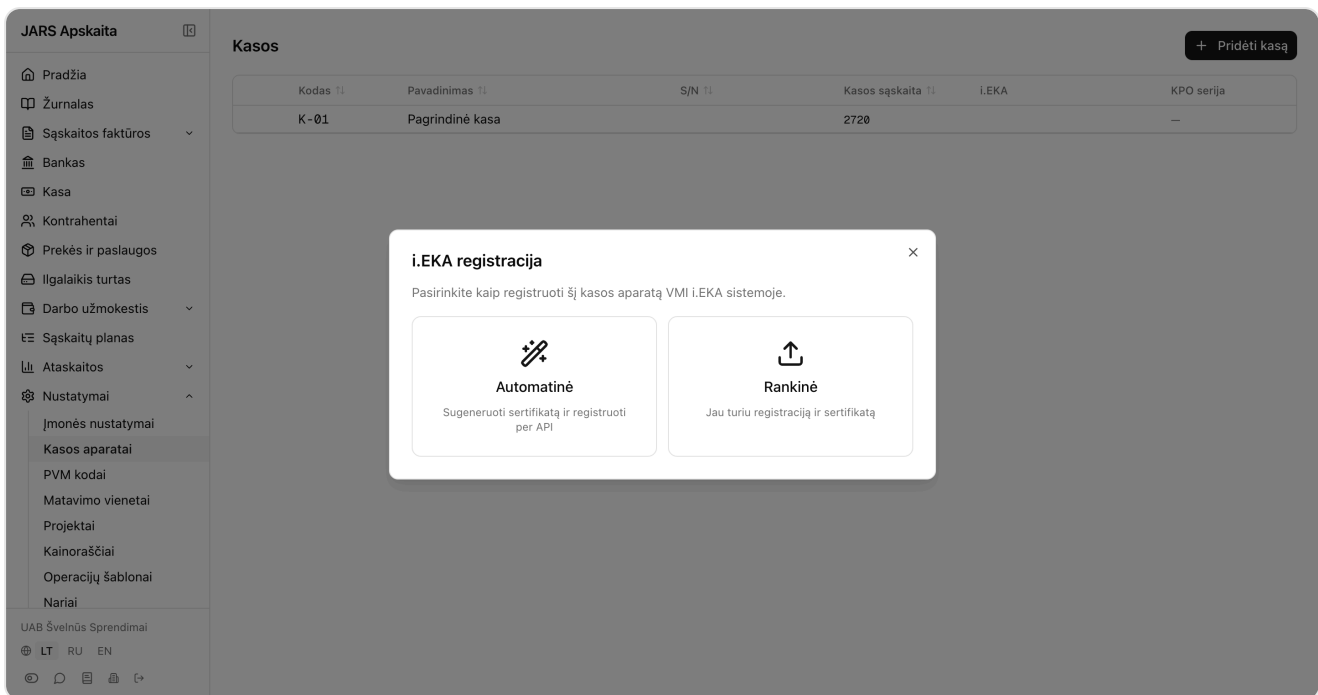 JARS Apskaita
Pradžia
Žurnalas
Sąskaitos faktūros
Bankas
Kasa
Kontrahentai
Prekės ir paslaugos
Ilgalaikis turtas
Darbo užmokestis
Sąskaitų planas
Ataskaitos
Nustatymai
Įmonės nustatymai
Kasos aparatai
PVM kodai
Matavimo vienetai
Projektai
Kainoraščiai
Operacijų šablonai
Nariai
UAB Švelnūs Sprendimai
LT RU EN
Kasos
+ Pridėti kasą
Kodas Pavadinimas S/N Kasos sąskaita i.EKA KPO serija
K-01 Pagrindinė kasa 2720 —
i.EKA registracija
Pasirinkite kaip registruoti šį kasos aparatą VMI i.EKA sistemoje.
Automatinė
Sugeneruoti sertifikatą ir registruoti
per API
Rankinė
Jau turiu registraciją ir sertifikatą